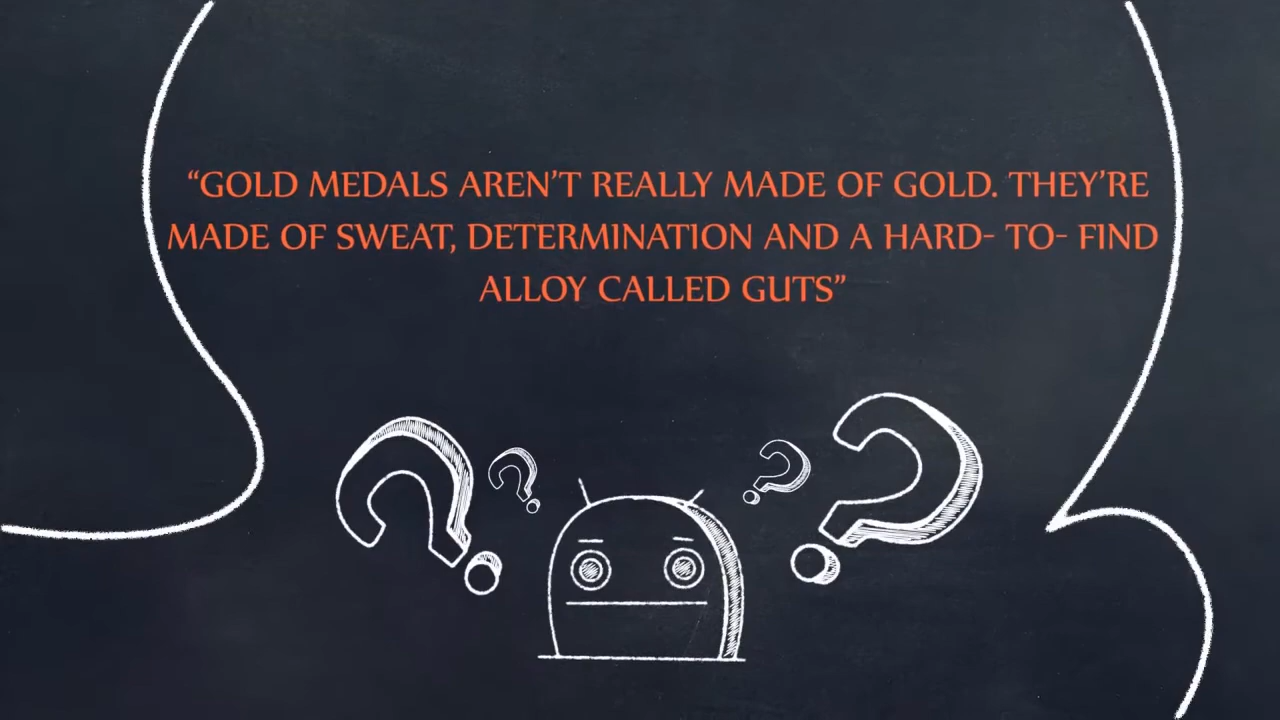 “GOLD MEDALS AREN’T REALLY MADE OF GOLD. THEY’RE
MADE OF SWEAT, DETERMINATION AND A HARD- TO- FIND
ALLOY CALLED GUTS”